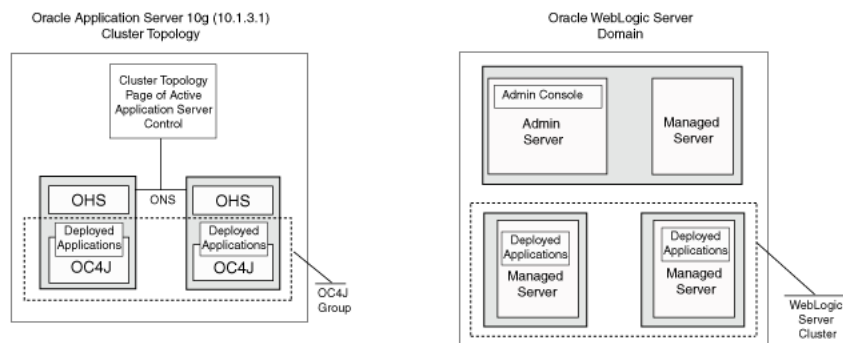 Oracle Application Server 10g (10.1.3.1)
Cluster Topology
Cluster Topology
Page of Active
Application Server
Control
OHS
ONS
OHS
Deployed
Applications
OC4J
Deployed
Applications
OC4J
OC4J
Group
Oracle WebLogic Server
Domain
Admin Console
Admin
Server
Managed
Server
Deployed
Applications
Managed
Server
Deployed
Applications
Managed
Server
WebLogic
Server
Cluster